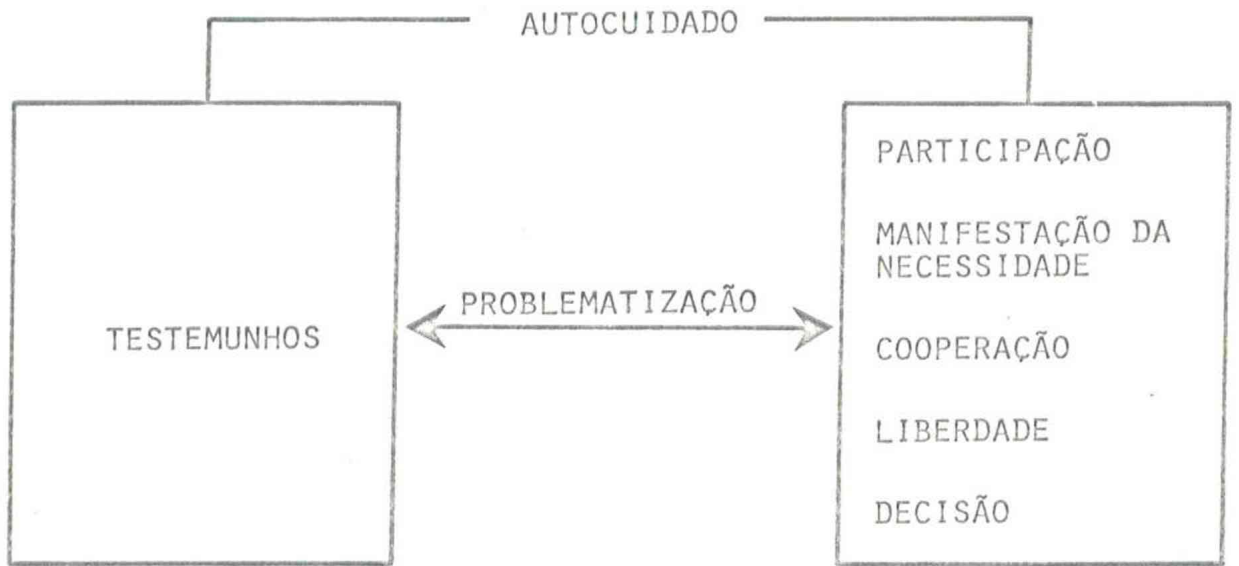 AUTOCUIDADO
TESTEMUNHOS
PROBLEMATIZAÇÃO
PARTICIPAÇÃO
MANIFESTAÇÃO DA
NECESSIDADE
COOPERAÇÃO
LIBERDADE
DECISÃO